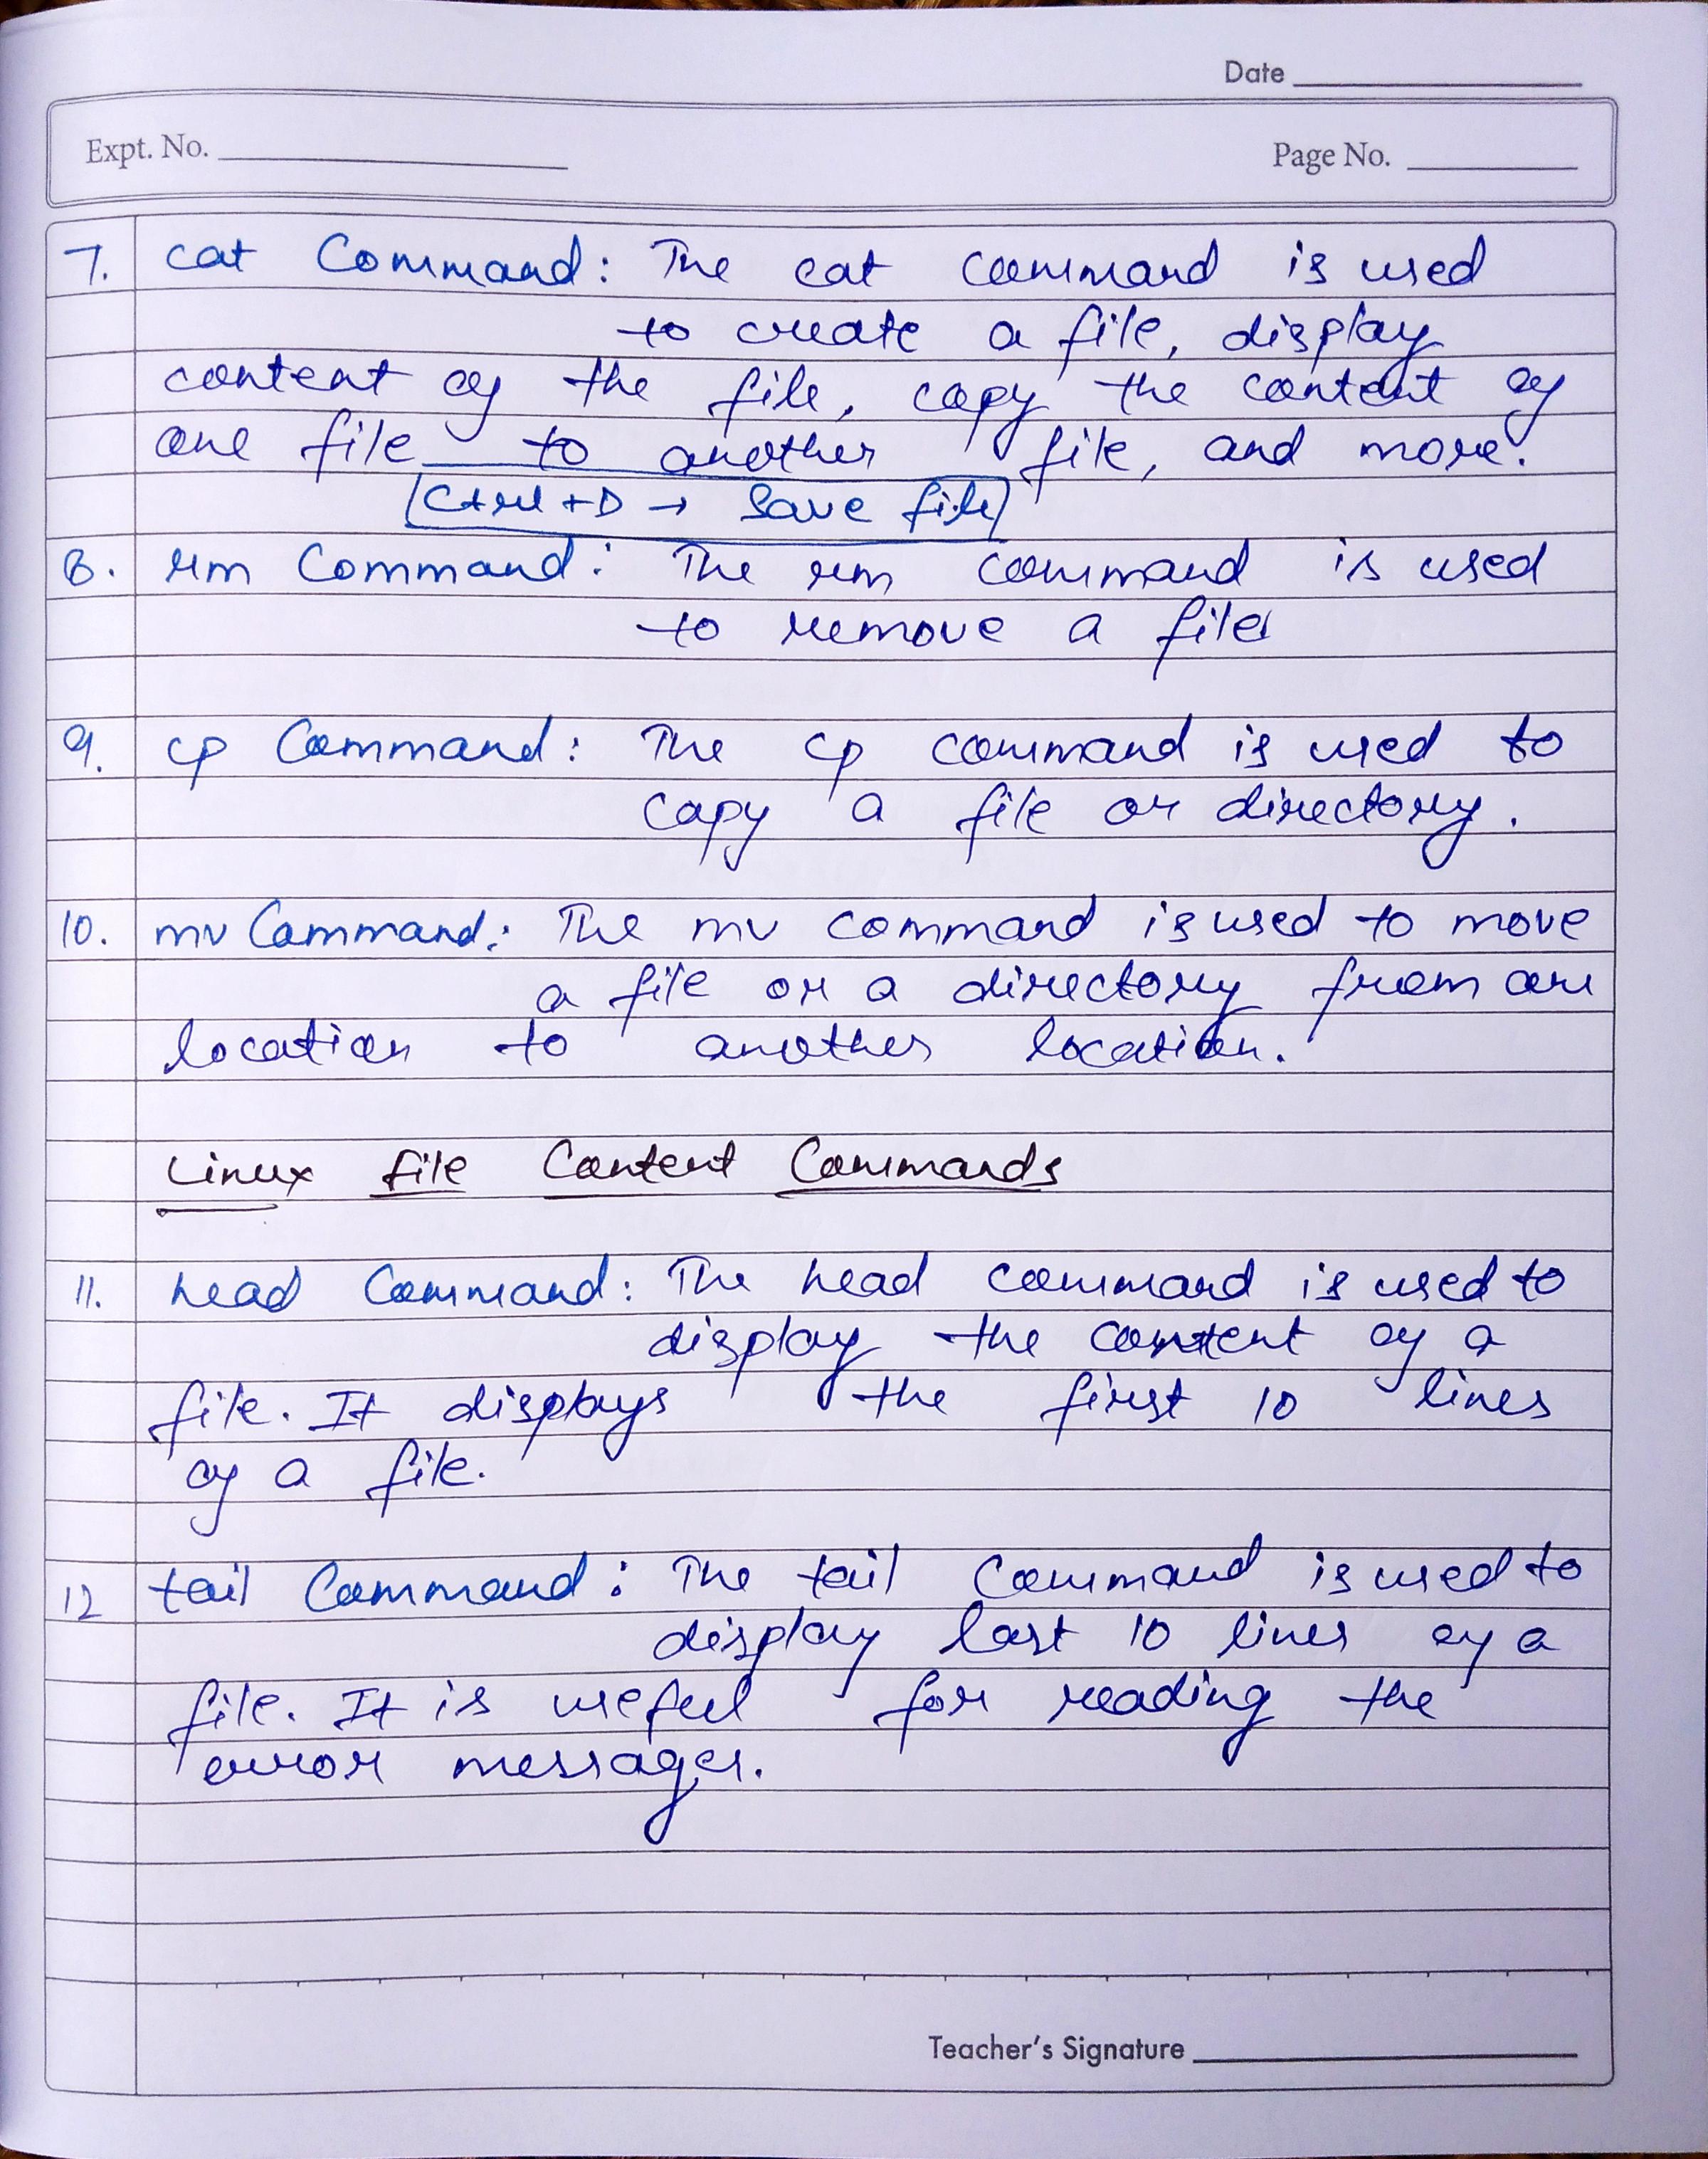 Date
Expt. No.
Page No.
7. cat Command: The cat command is used
to create a file, display
content of the file, copy the content of
one file to another file, and more.
Ctrl + D → Save file
8. rm Command: The rm command is used
to remove a file
9. cp Command: The cp command is used to
copy a file or directory.
10. mv Command: The mv command is used to move
a file or a directory from one
location to another location.
Linux File Content Commands
11. head Command: The head command is used to
display the content of a
file. It displays the first 10 lines
of a file.
12 tail Command: The tail Command is used to
display last 10 lines of a
file. It is useful for reading the
error messages.
Teacher's Signature